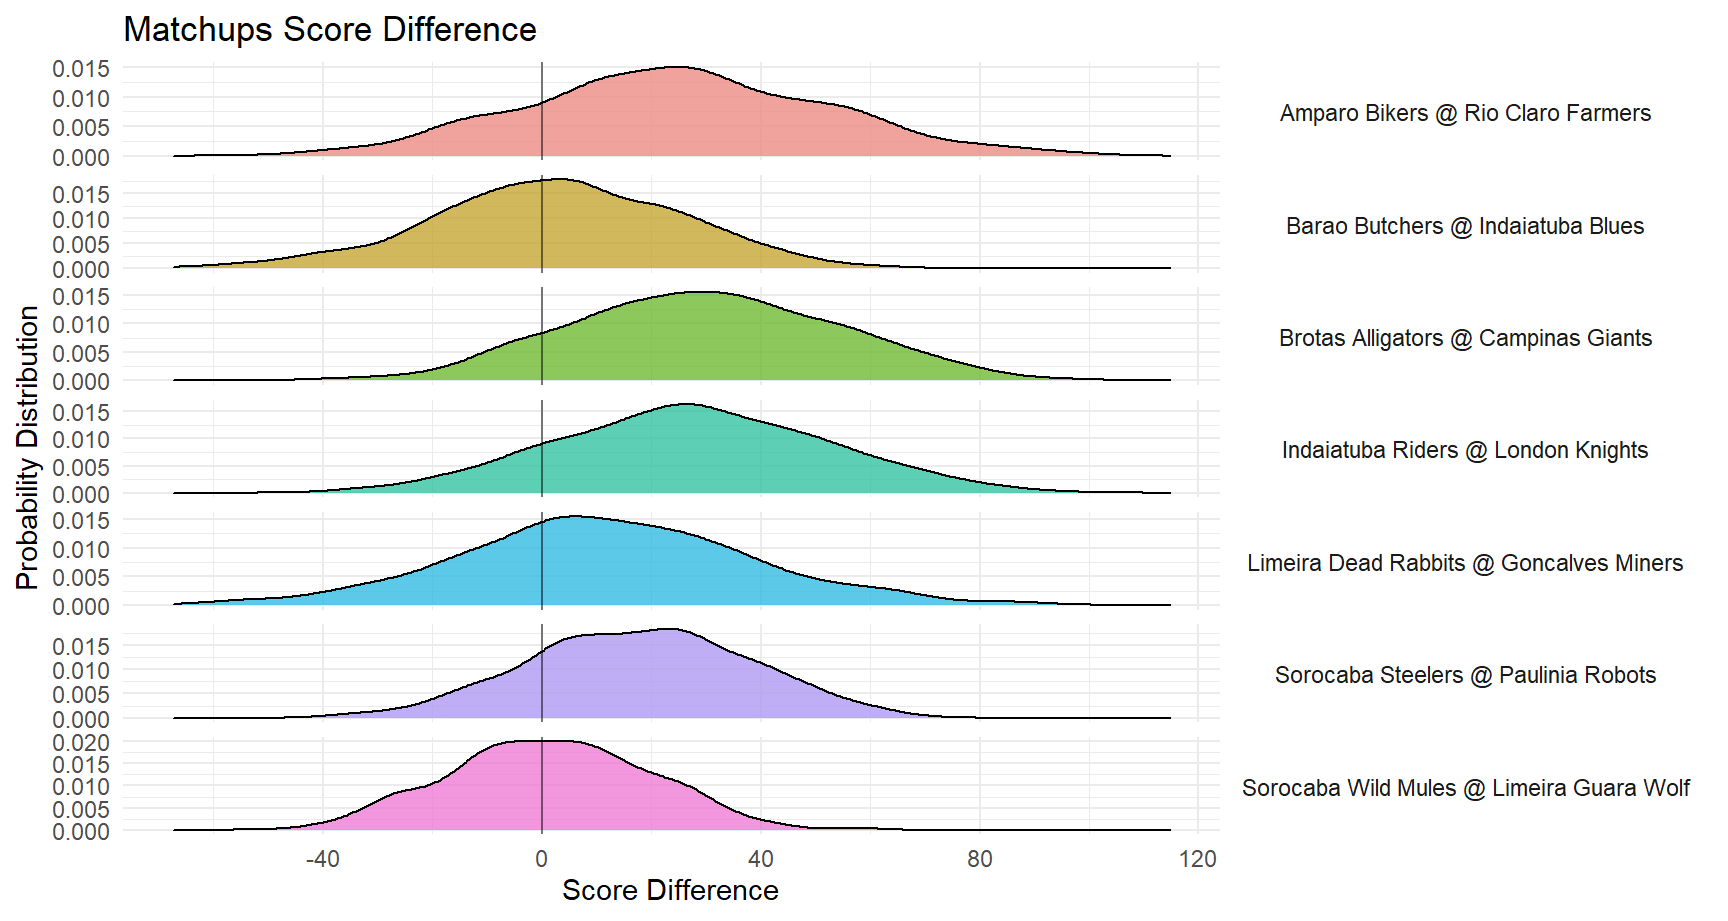 Matchups Score Difference
Probability Distribution
0.015
0.010
0.005
0.000
Amparo Bikers @ Rio Claro Farmers
0.015
0.010
0.005
0.000
Barao Butchers @ Indaiatuba Blues
0.015
0.010
0.005
0.000
Brotas Alligators @ Campinas Giants
0.015
0.010
0.005
0.000
Indaiatuba Riders @ London Knights
0.015
0.010
0.005
0.000
Limeira Dead Rabbits @ Goncalves Miners
0.015
0.010
0.005
0.000
Sorocaba Steelers @ Paulinia Robots
0.020
0.015
0.010
0.005
0.000
Sorocaba Wild Mules @ Limeira Guara Wolf
-40 0 40 80 120
Score Difference